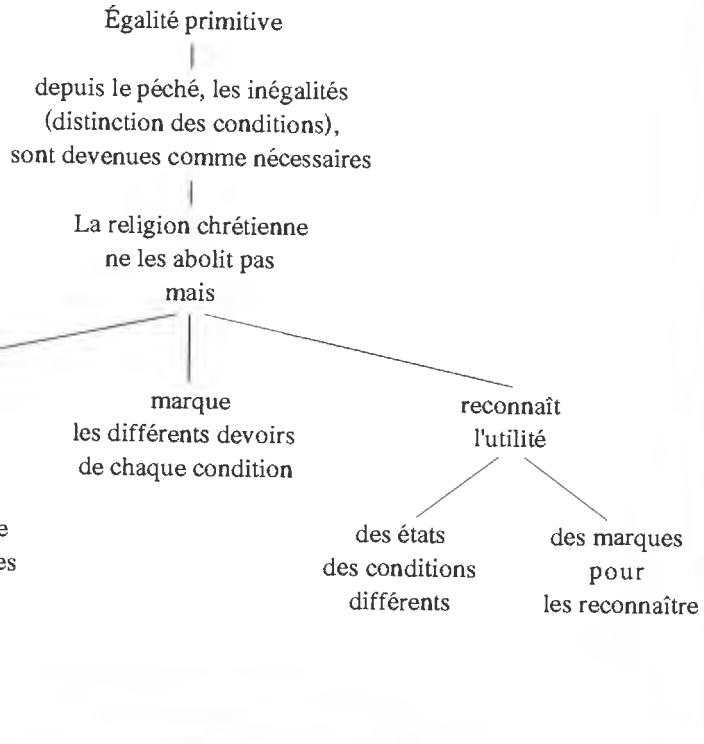 Égalité primitive
depuis le péché, les inégalités
(distinction des conditions),
sont devenues comme nécessaires
La religion chrétienne
ne les abolit pas
mais
marque
les différents devoirs
de chaque condition
reconnaît
l'utilité
des états
des conditions
différents
des marques
pour
les reconnaître